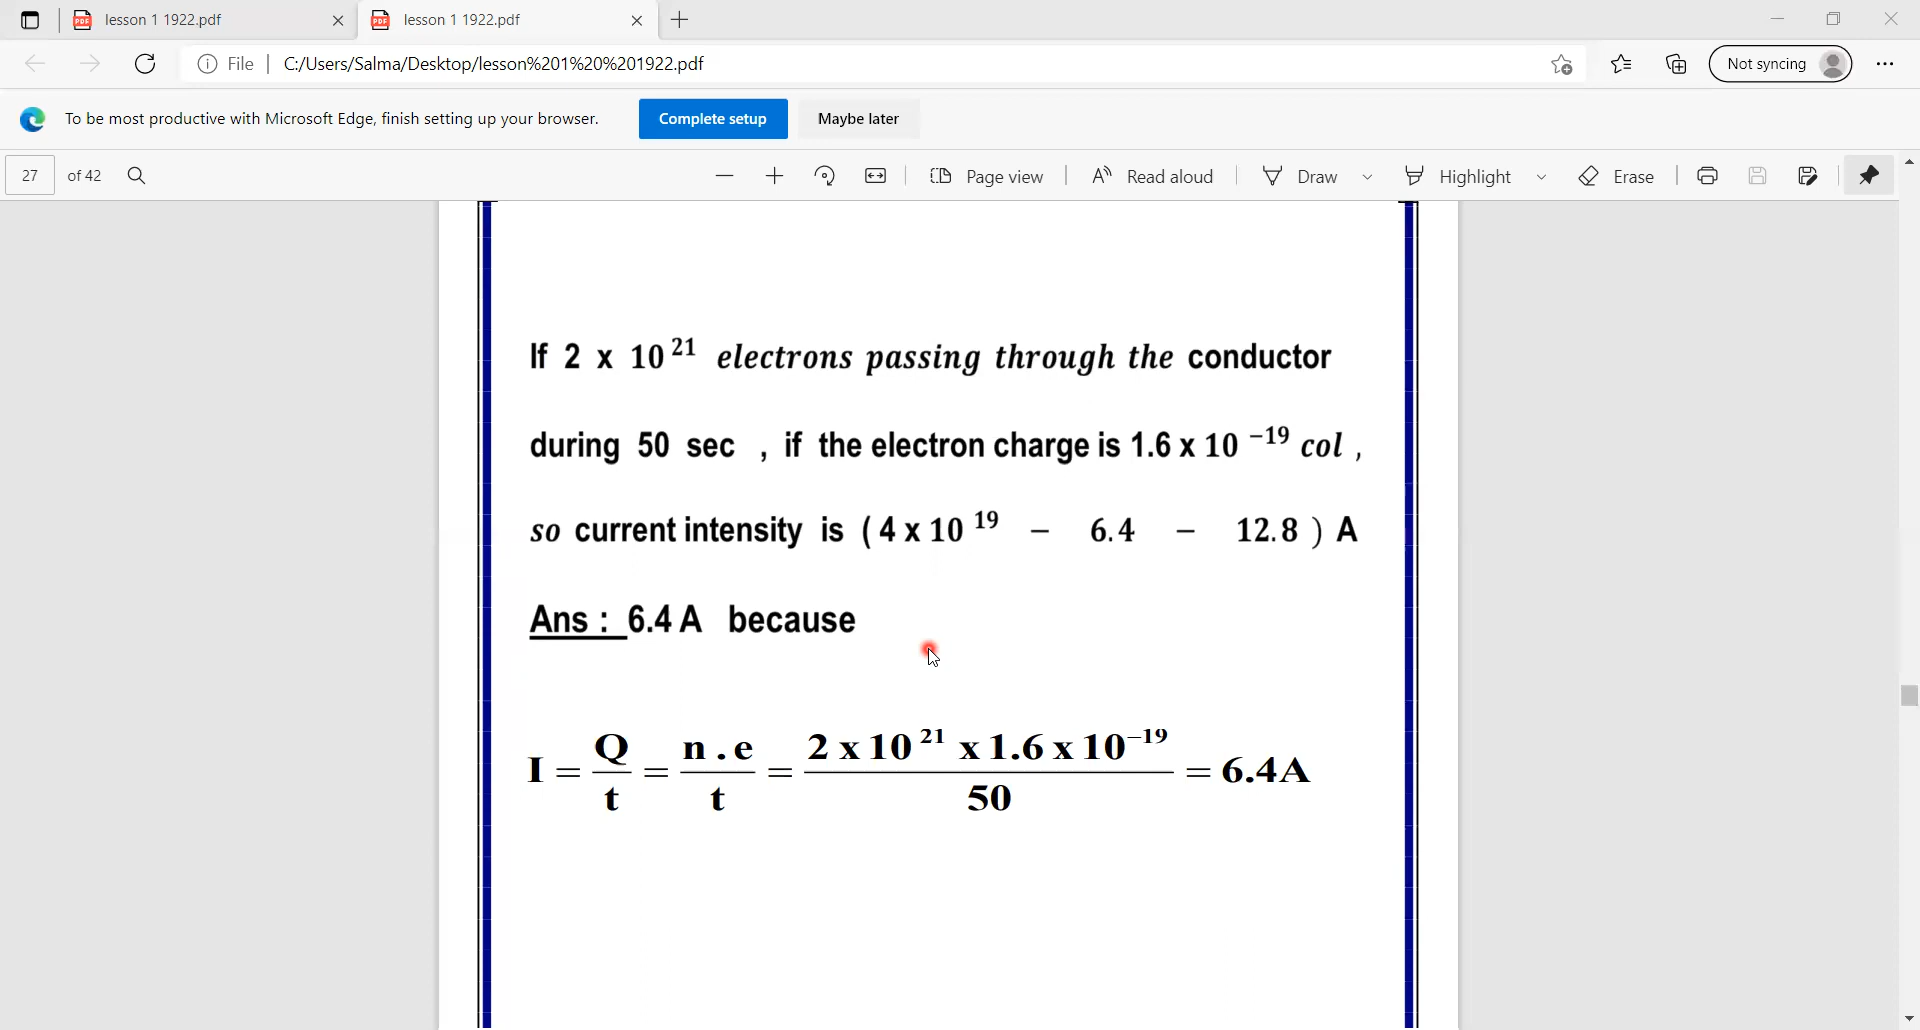 lesson 1 1922.pdf
lesson 1 1922.pdf
File | C:/Users/Salma/Desktop/lesson%201%20%201922.pdf
Not syncing
To be most productive with Microsoft Edge, finish setting up your browser.
Complete setup
Maybe later
27 of 42
Page view
Read aloud
Draw
Highlight
Erase
If 2 x 10^21 electrons passing through the conductor
during 50 sec , if the electron charge is 1.6 x 10^−19 col ,
so current intensity is ( 4 x 10^19 − 6.4 − 12.8 ) A
Ans : 6.4 A because
I = Q/t = n . e/t = 2 x 10^21 x 1.6 x 10^−19/50 = 6.4A